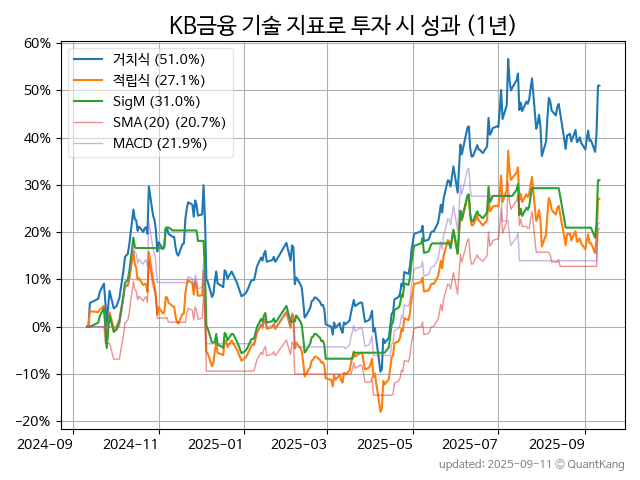 KB금융 기술 지표로 투자 시 성과 (1년)
60%
50%
40%
30%
20%
10%
0%
−10%
−20%
거치식 (51.0%)
적립식 (27.1%)
SigM (31.0%)
SMA(20) (20.7%)
MACD (21.9%)
2024-09 2024-11 2025-01 2025-03 2025-05 2025-07 2025-09
updated: 2025-09-11 © QuantKang